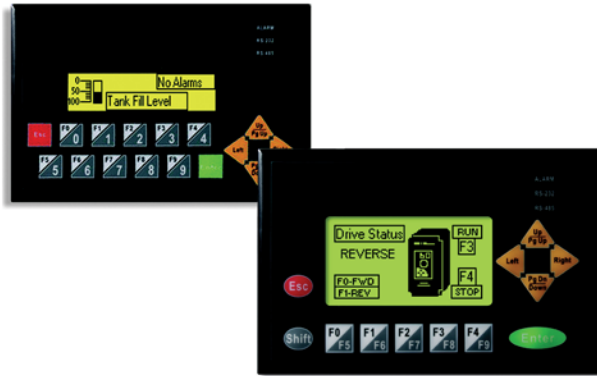 ALARM
RS-232
RS-485
0
50
100
No Alarms
Tank Fill Level
Esc
F0 0 F1 1 F2 2 F3 3 F4 4
F5 5 F6 6 F7 7 F8 8 F9 9
Up
Pg Up
Left
ALARM
RS-232
RS-485
Drive Status
REVERSE
F0-FWD
F1-REV
RUN
F3
F4
STOP
Up
Pg Up
Left Right
Pg Dn
Down
Esc
Shift
F0 F5 F1 F6 F2 F7 F3 F8 F4 F9
Enter